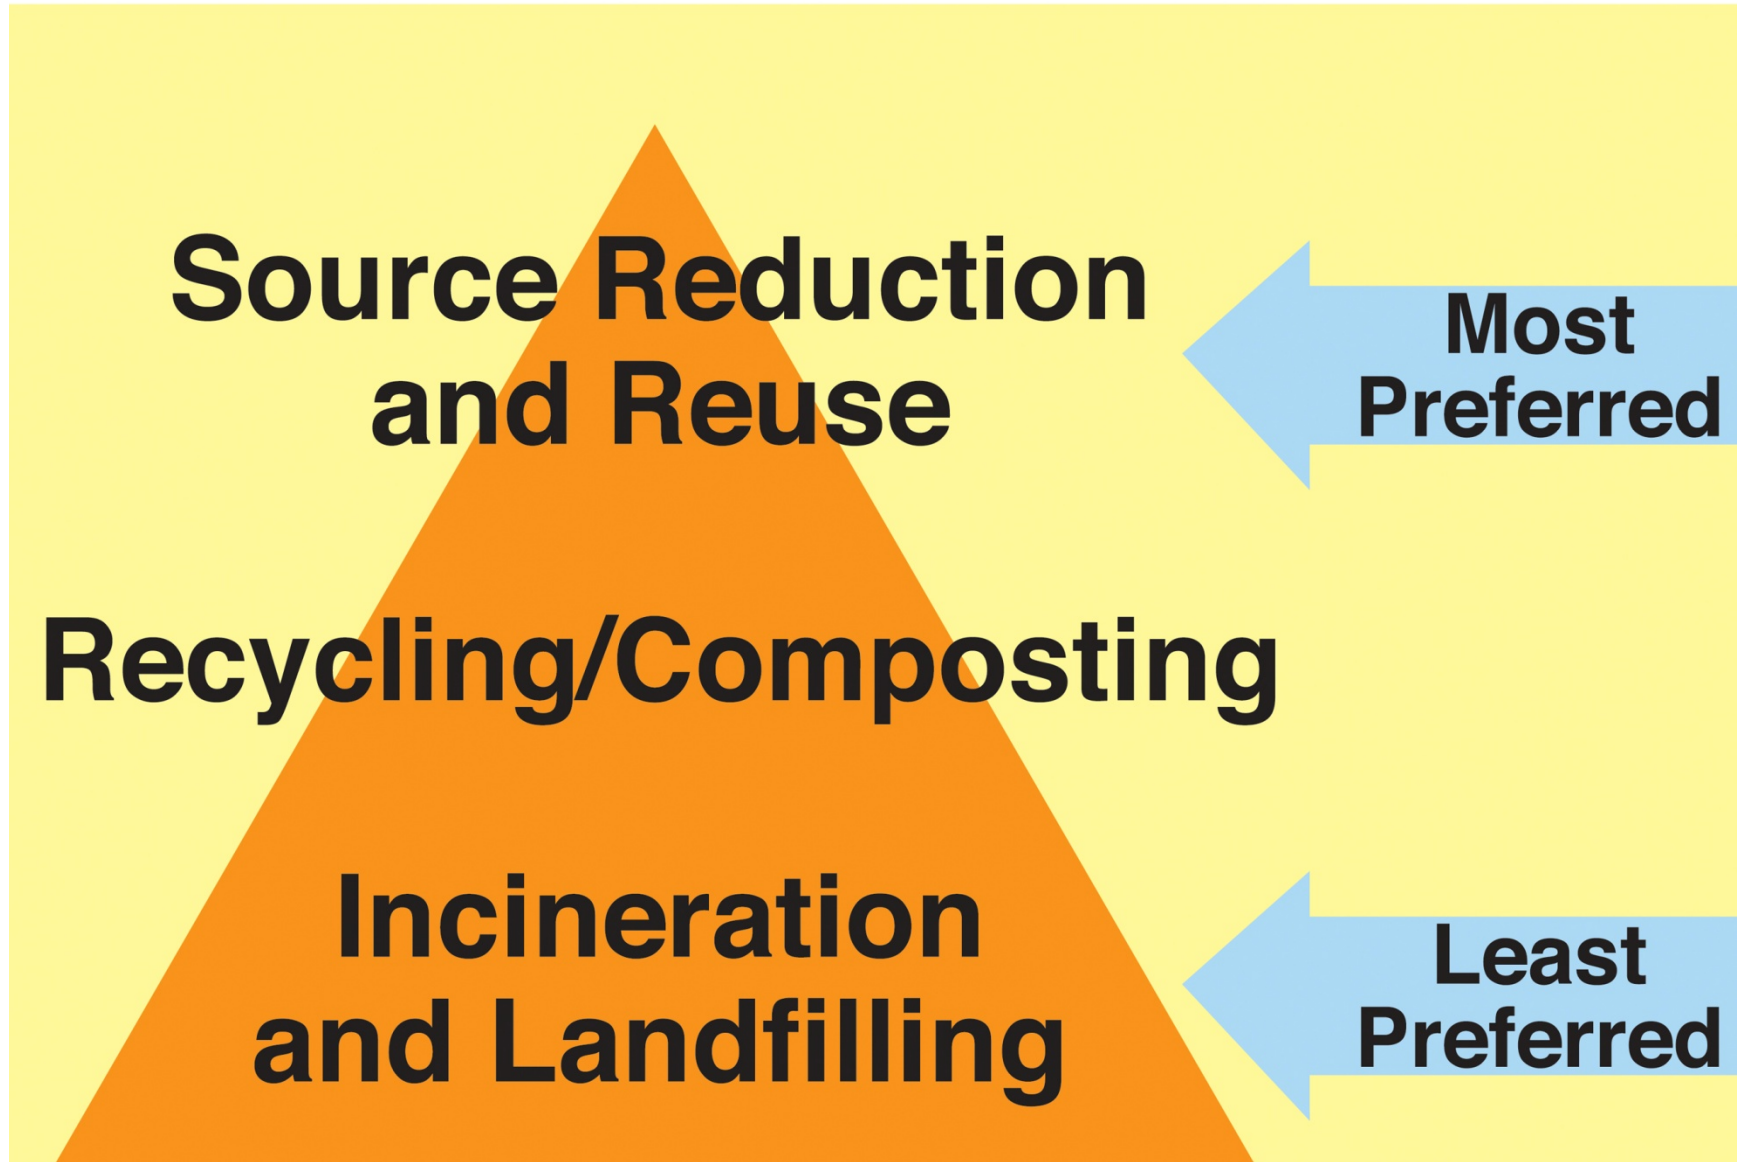 Source Reduction
and Reuse
Most
Preferred
Recycling/Composting
Incineration
and Landfilling
Least
Preferred